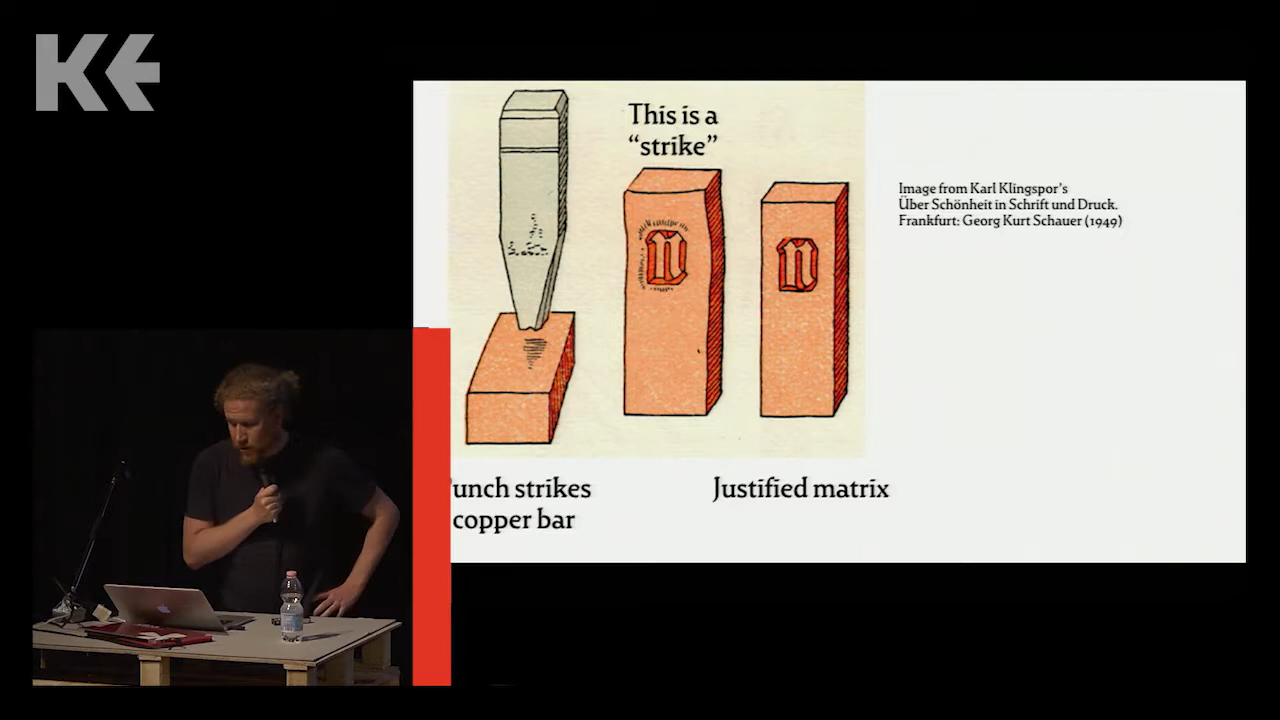 KE
This is a
“strike”
Image from Karl Klingspor’s
Über Schönheit in Schrift und Druck.
Frankfurt: Georg Kurt Schauer (1949)
n
n
unch strikes
copper bar
Justified matrix